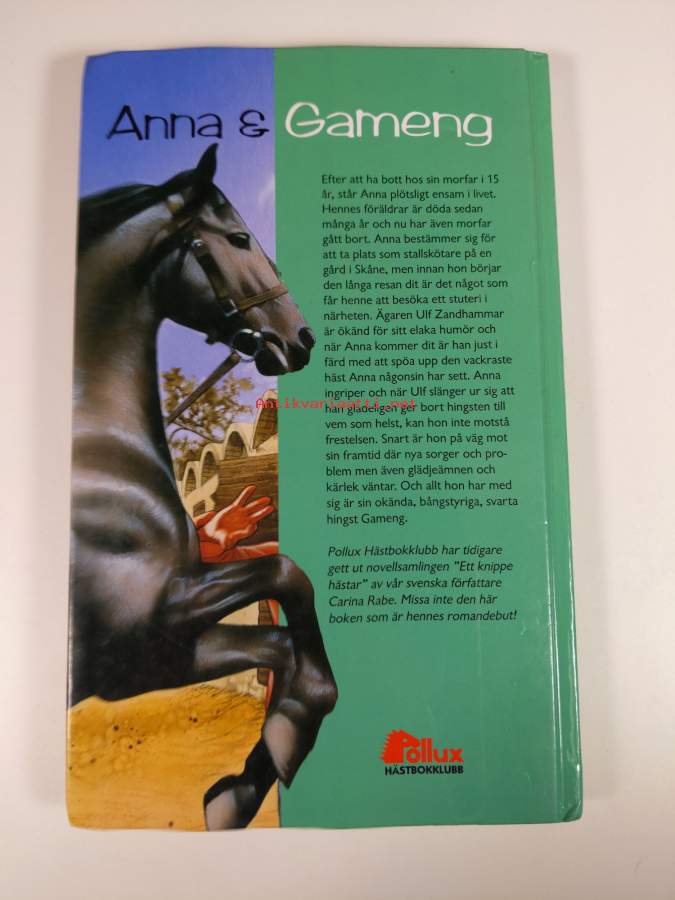 Anna & Gameng
Efter att ha bott hos sin morfar i 15
år, står Anna plötsligt ensam i livet.
Hennes föräldrar är döda sedan
många år och nu har även morfar
gått bort. Anna bestämmer sig för
att ta plats som stallskötare på en
gård i Skåne, men innan hon börjar
den långa resan dit är det något som
får henne att besöka ett stuteri i
närheten. Ägaren Ulf Zandhammar
är ökänd för sitt elaka humör och
när Anna kommer dit är han just i
färd med att spöa upp den vackraste
häst Anna någonsin har sett. Anna
ingriper och när Ulf slänger ur sig att
Antikvariaatti.net
han gladeligen ger bort hingsten till
vem som helst, kan hon inte motstå
frestelsen. Snart är hon på väg mot
sin framtid där nya sorger och pro-
blem men även glädjeämnen och
kärlek väntar. Och allt hon har med
sig är sin okända, bångstyriga, svarta
hingst Gameng.
Pollux Hästbokklubb har tidigare
gett ut novellsamlingen ”Ett knippe
hästar” av vår svenska författare
Carina Rabe. Missa inte den här
boken som är hennes romandebut!
Pollux
HÄSTBOKKLUBB